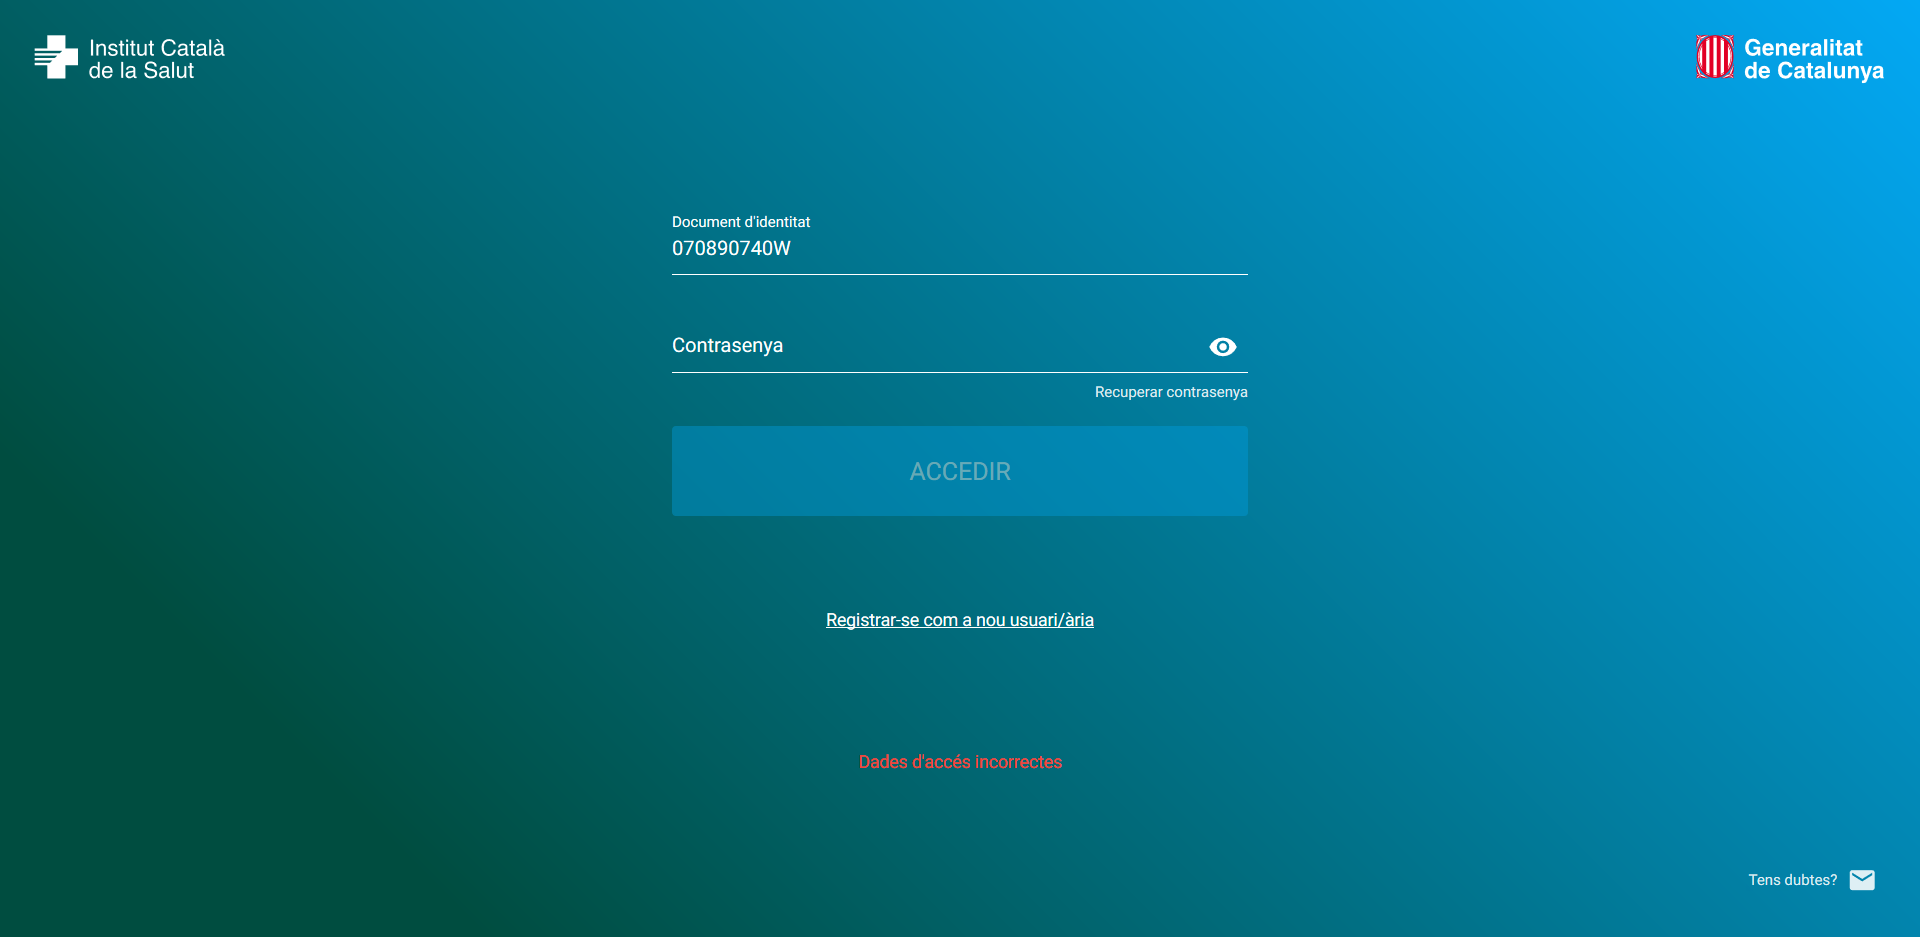 Institut Català
de la Salut
Generalitat
de Catalunya
Document d'identitat
070890740W
Contrasenya
Recuperar contrasenya
ACCEDIR
Registrar-se com a nou usuari/ària
Dades d'accés incorrectes
Tens dubtes?